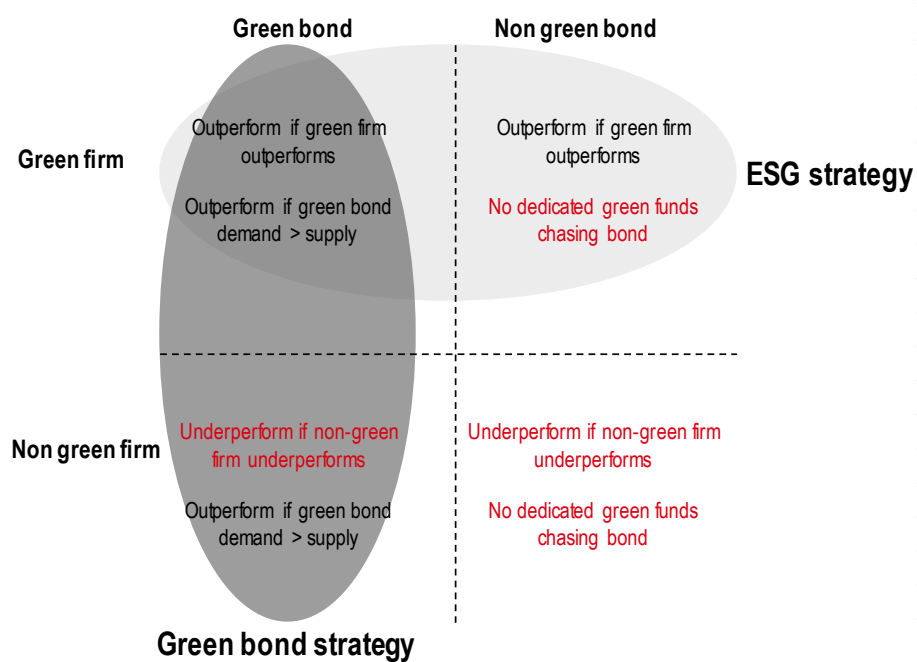 Green bond
Non green bond
Green firm
Outperform if green firm
outperforms
Outperform if green bond
demand > supply
Outperform if green firm
outperforms
No dedicated green funds
chasing bond
ESG strategy
Non green firm
Underperform if non-green
firm underperforms
Outperform if green bond
demand > supply
Underperform if non-green firm
underperforms
No dedicated green funds
chasing bond
Green bond strategy